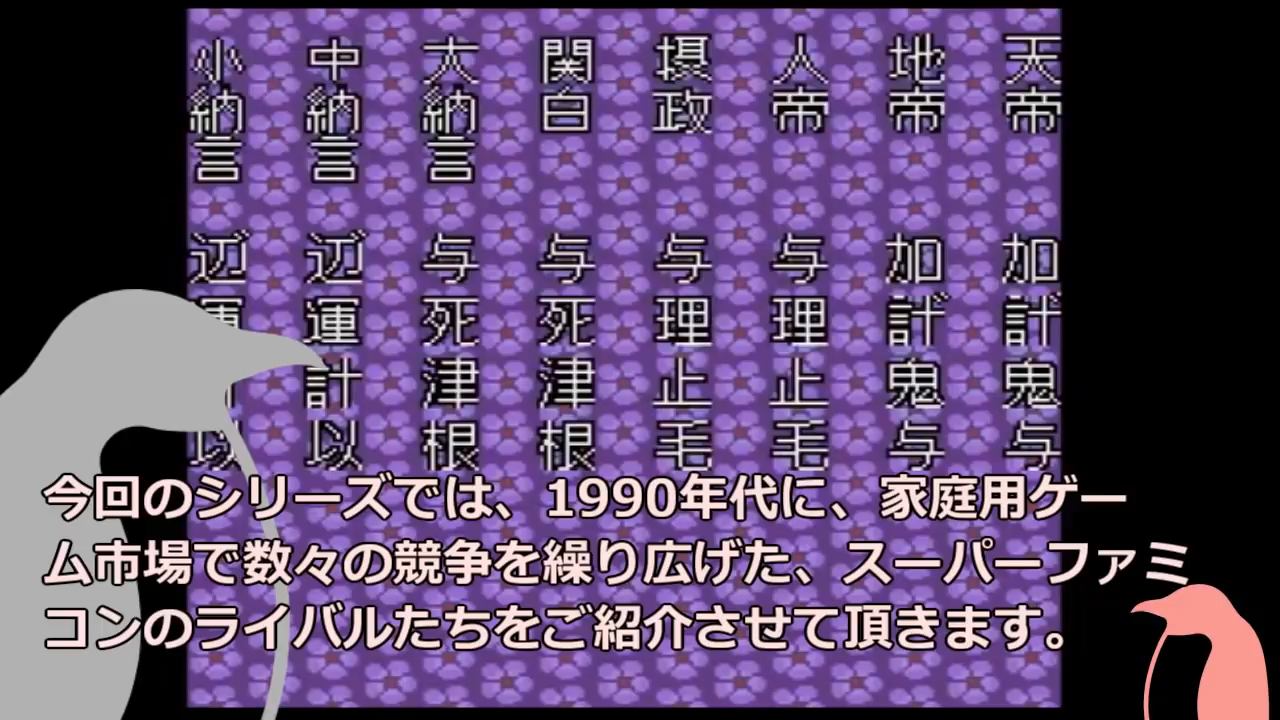 天帝　加計鬼与
地帝　加計鬼与
人帝　与理止毛
摂政　与理止毛
関白　与死津根
大納言　与死津根
中納言　辺運計以
小納言　辺運　以
今回のシリーズでは、1990年代に、家庭用ゲー
ム市場で数々の競争を繰り広げた、スーパーファミ
コンのライバルたちをご紹介させて頂きます。